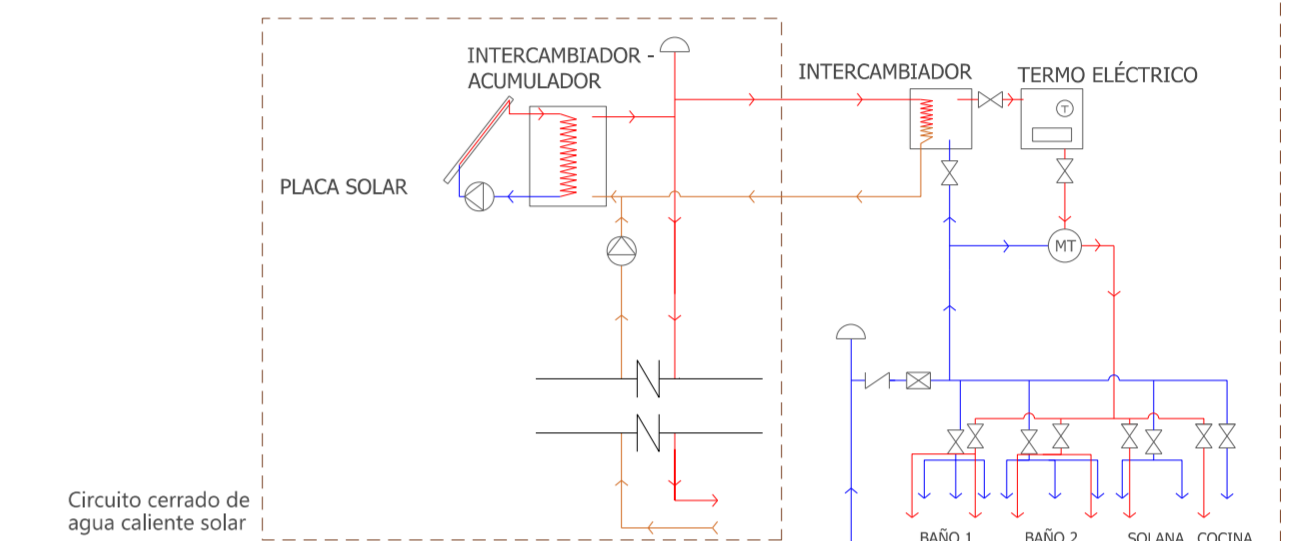 INTERCAMBIADOR -
ACUMULADOR
INTERCAMBIADOR
TERMO ELÉCTRICO
T
PLACA SOLAR
MT
Circuito cerrado de
agua caliente solar
BAÑO 1
BAÑO 2
SOLANA
COCINA